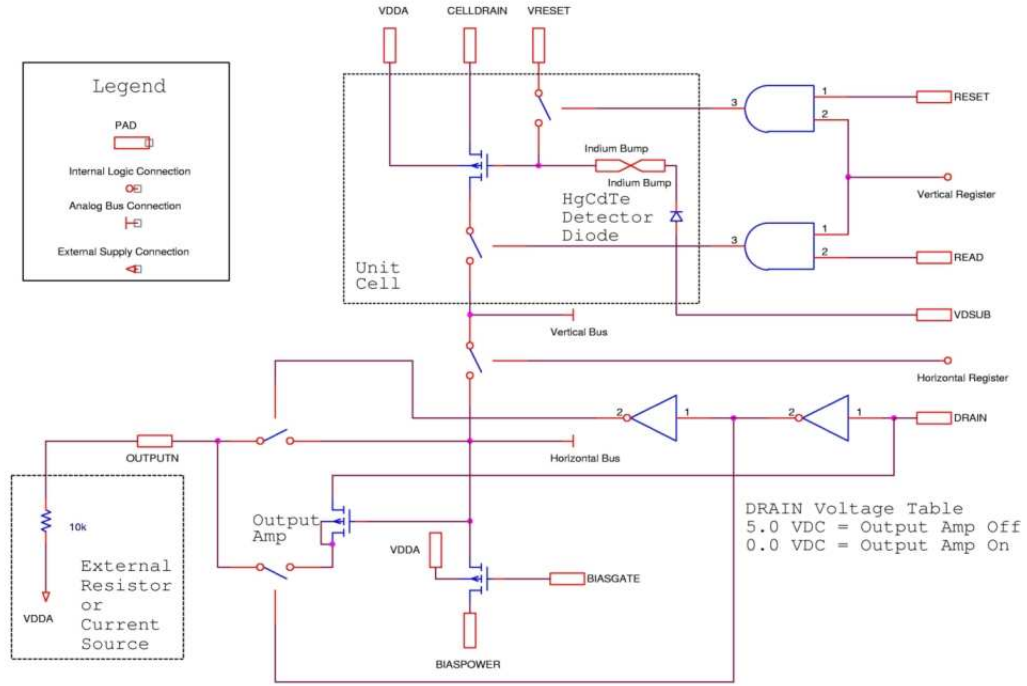 VDDA
CELLDRAIN
VRESET
Legend
PAD
Internal Logic Connection
Analog Bus Connection
External Supply Connection
3
1
2
RESET
Indium Bump
Indium Bump
HgCdTe
Detector
Diode
Vertical Register
3
1
2
READ
Unit
Cell
VDSUB
Vertical Bus
Horizontal Register
2
1
2
1
DRAIN
OUTPUTN
Horizontal Bus
10k
External
Resistor
or
Current
Source
VDDA
Output
Amp
VDDA
BIASGATE
BIASPOWER
DRAIN Voltage Table
5.0 VDC = Output Amp Off
0.0 VDC = Output Amp On